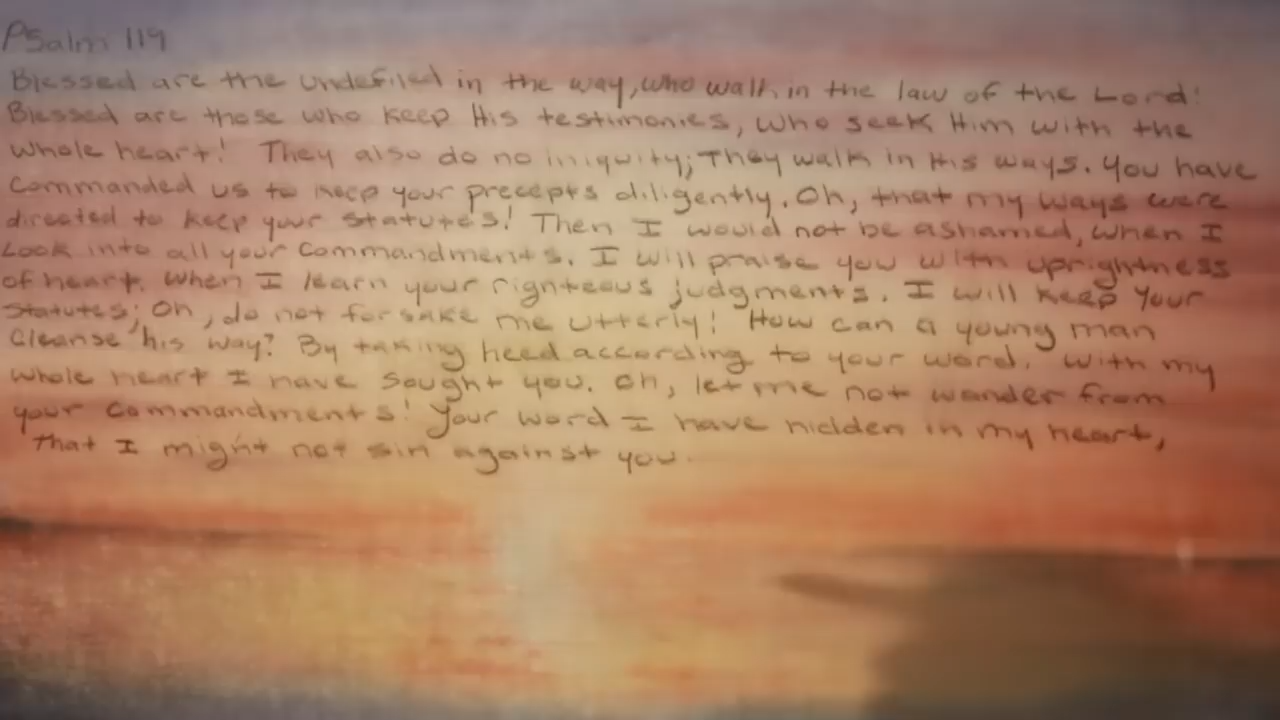 Psalm 119
Blessed are the undefiled in the way, who walk in the law of the Lord!
Blessed are those who keep His testimonies, who seek Him with the
whole heart! They also do no iniquity; They walk in His ways. You have
commanded us to keep your precepts diligently. Oh, that my ways were
directed to keep your statutes! Then I would not be ashamed, when I
Look into all your commandments. I will praise you with uprightness
of heart, when I learn your righteous judgments. I will keep your
statutes; Oh, do not forsake me utterly! How can a young man
cleanse his way? By taking heed according to your word. With my
whole heart I have sought you. Oh, let me not wander from
your commandments! Your word I have hidden in my heart,
That I might not sin against you.